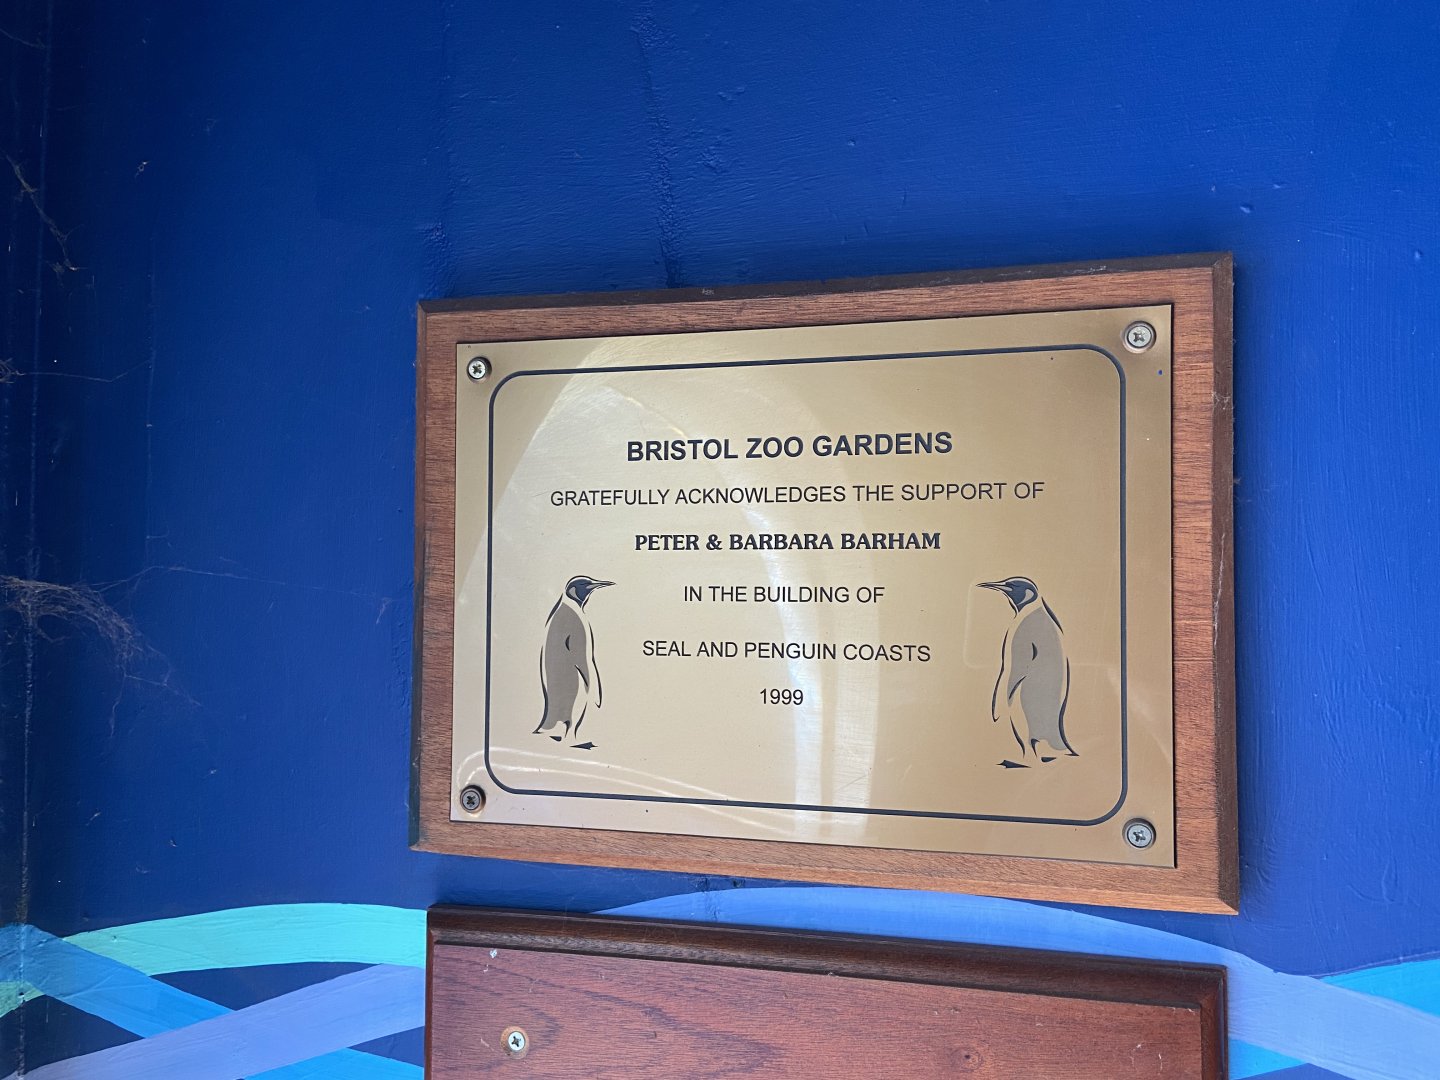 BRISTOL ZOO GARDENS
GRATEFULLY ACKNOWLEDGES THE SUPPORT OF
PETER & BARBARA BARHAM
IN THE BUILDING OF
SEAL AND PENGUIN COASTS
1999